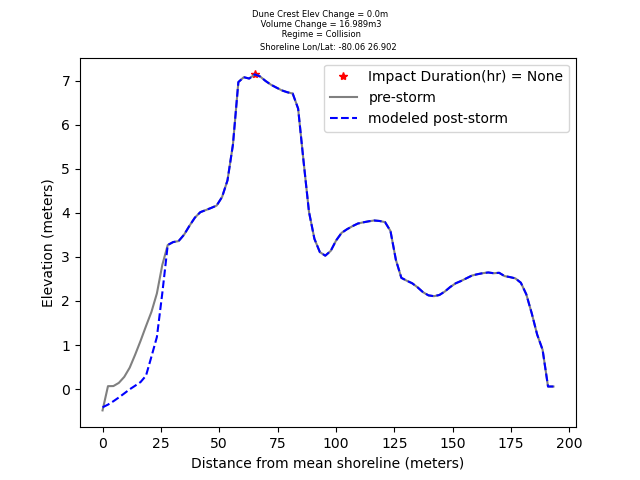 Dune Crest Elev Change = 0.0m
Volume Change = 16.989m3
Regime = Collision
Shoreline Lon/Lat: -80.06 26.902
Impact Duration(hr) = None
pre-storm
modeled post-storm
7
6
5
4
3
2
1
0
Elevation (meters)
0 25 50 75 100 125 150 175 200
Distance from mean shoreline (meters)